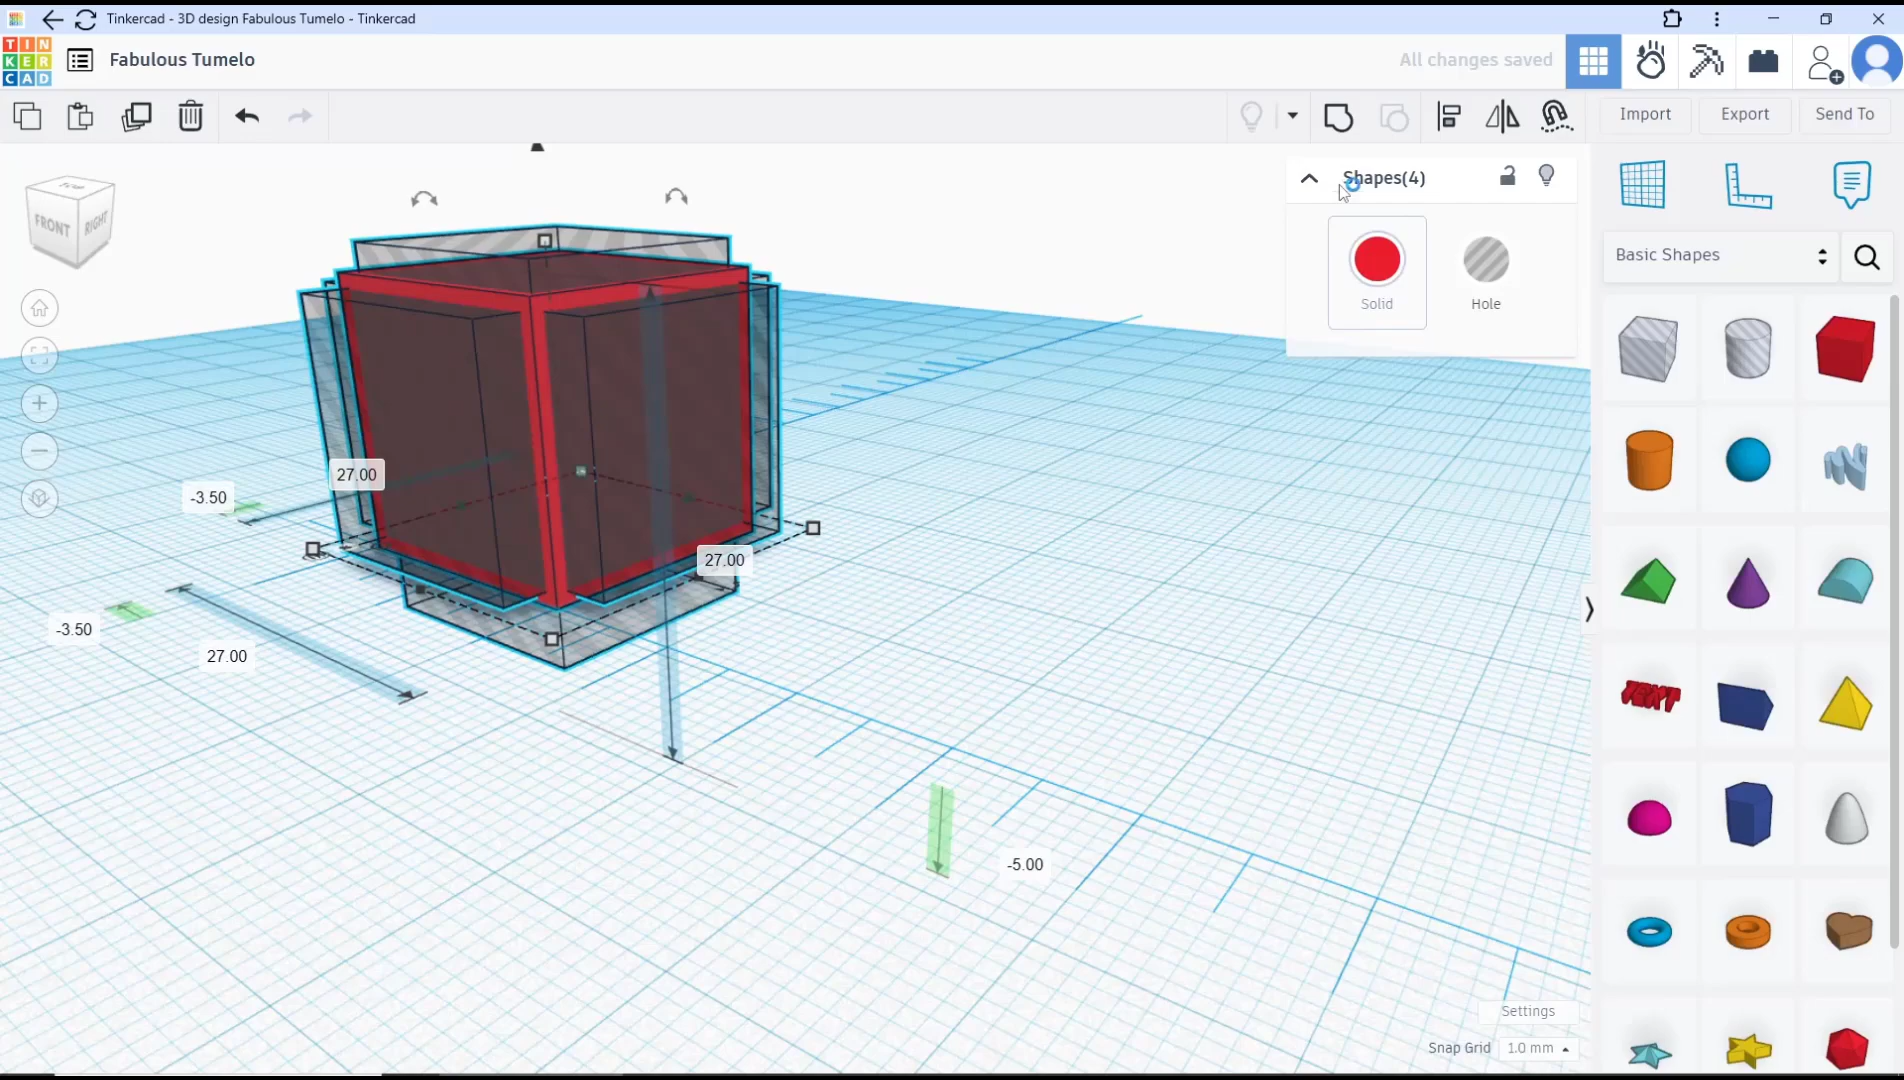 Tinkercad - 3D design Fabulous Tumelo - Tinkercad
TIN
KER
CAD
Fabulous Tumelo
All changes saved
Import
Export
Send To
TOP
FRONT
RIGHT
Shapes(4)
Solid
Hole
Basic Shapes
27.00
-3.50
27.00
-3.50
27.00
-5.00
TEXT
Settings
Snap Grid
1.0 mm